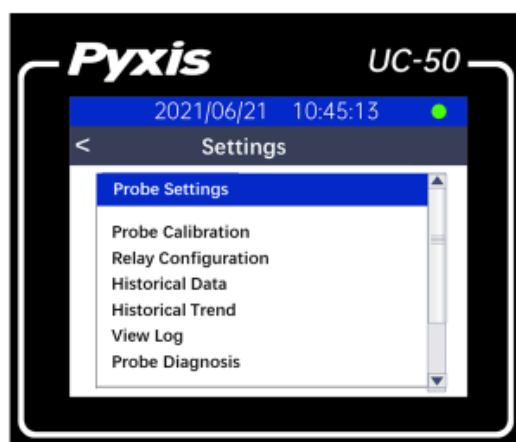 Pyxis UC-50
2021/06/21 10:45:13
< Settings
Probe Settings
Probe Calibration
Relay Configuration
Historical Data
Historical Trend
View Log
Probe Diagnosis